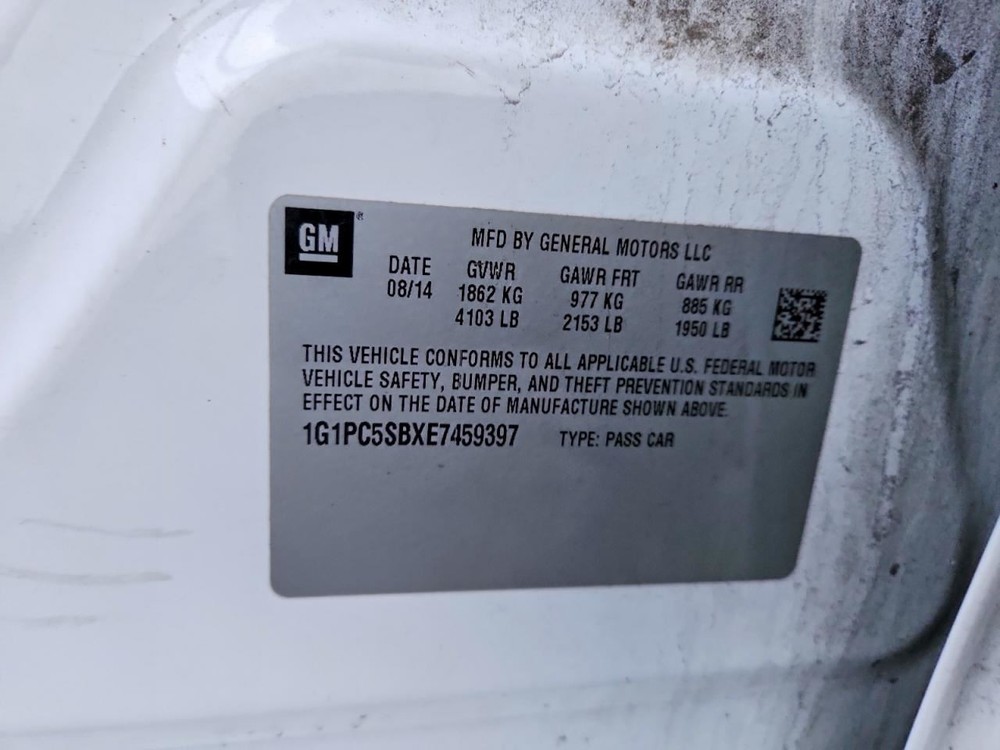 GM®
MFD BY GENERAL MOTORS LLC
DATE GVWR GAWR FRT GAWR RR
08/14 1862 KG 977 KG 885 KG
4103 LB 2153 LB 1950 LB
THIS VEHICLE CONFORMS TO ALL APPLICABLE U.S. FEDERAL MOTOR
VEHICLE SAFETY, BUMPER, AND THEFT PREVENTION STANDARDS IN
EFFECT ON THE DATE OF MANUFACTURE SHOWN ABOVE.
1G1PC5SBXE7459397 TYPE: PASS CAR